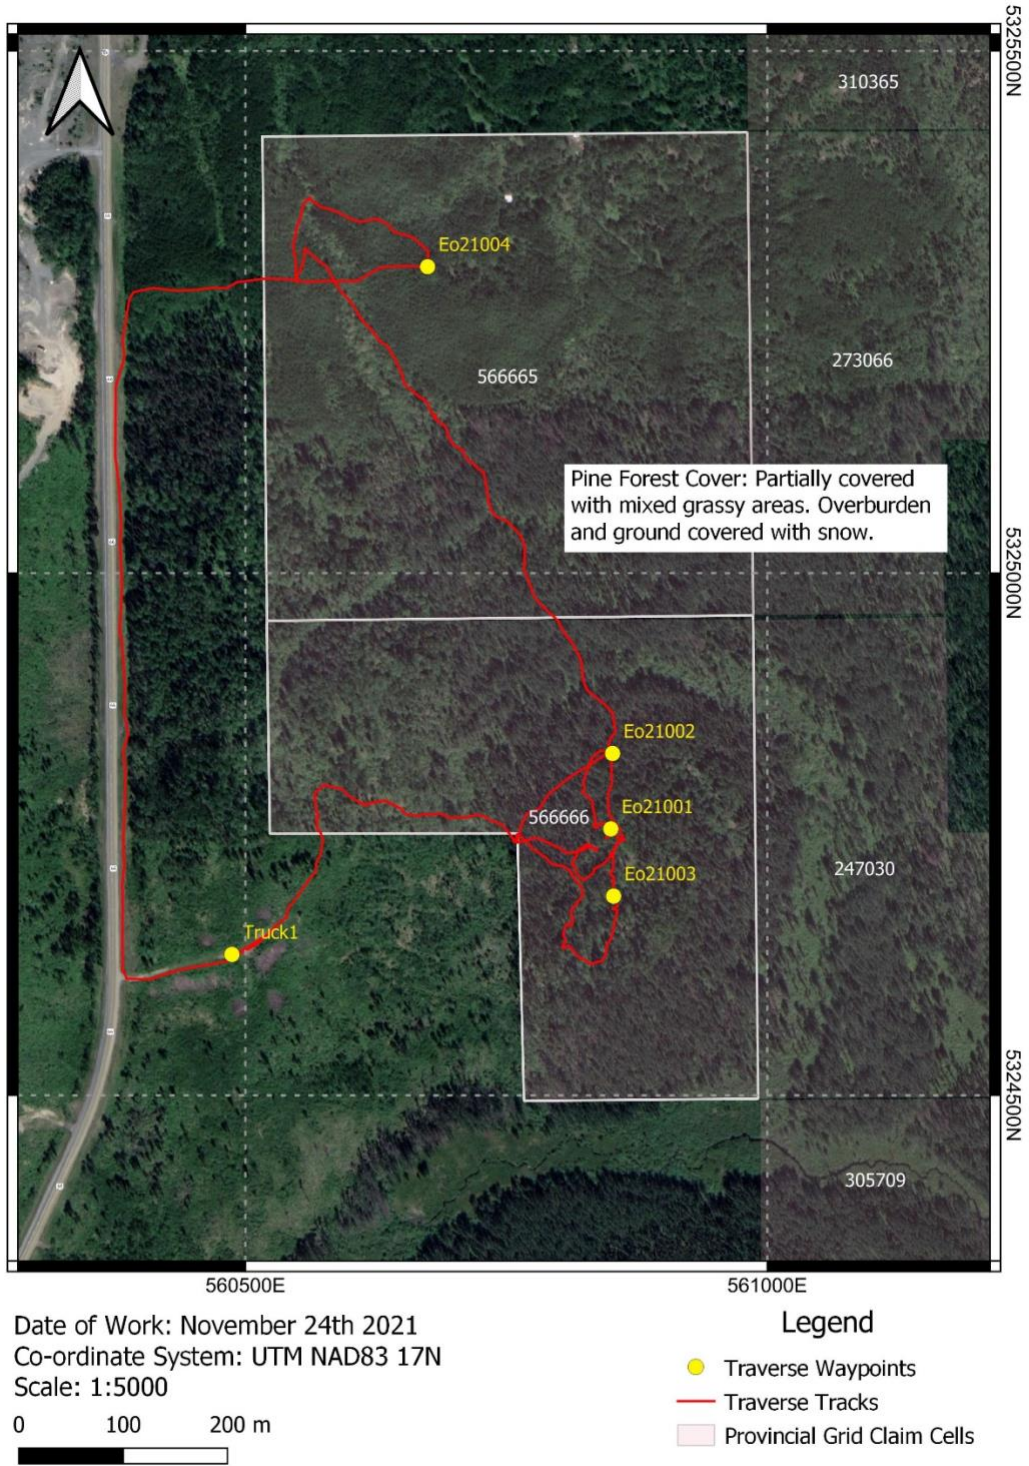 5325500N
310365
Eo21004
566665
273066
Pine Forest Cover: Partially covered
with mixed grassy areas. Overburden
and ground covered with snow.
5325000N
Eo21002
566666
Eo21001
Eo21003
247030
Truck1
5324500N
305709
560500E
561000E
Date of Work: November 24th 2021
Co-ordinate System: UTM NAD83 17N
Scale: 1:5000
0 100 200 m
Legend
Traverse Waypoints
Traverse Tracks
Provincial Grid Claim Cells